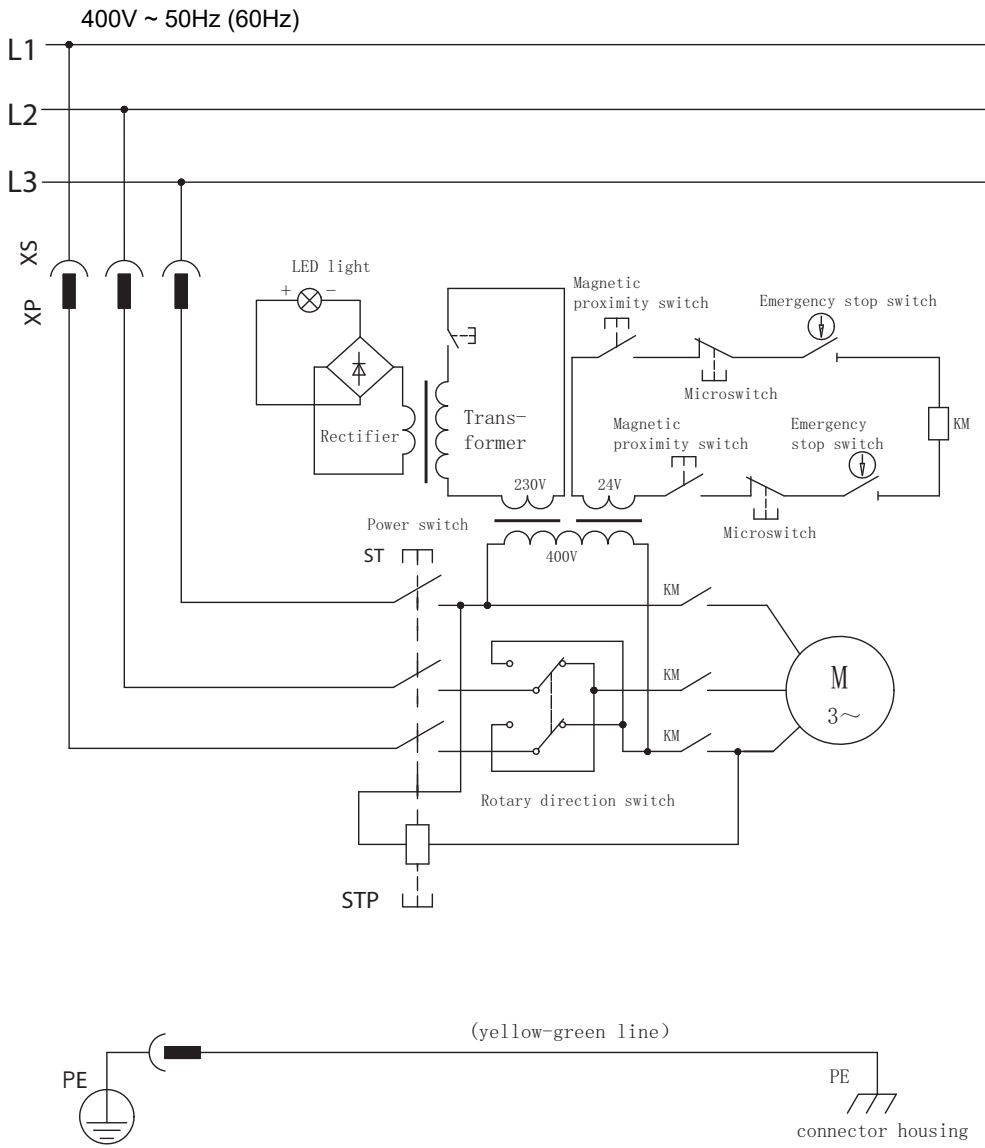 400V ~ 50Hz (60Hz)
L1
L2
L3
XS
XP
LED light
+
−
Rectifier
Trans-
former
Magnetic
proximity switch
Emergency stop switch
Microswitch
KM
Magnetic
proximity switch
Emergency
stop switch
Microswitch
230V
24V
400V
Power switch
ST
KM
KM
KM
M
3~
Rotary direction switch
STP
(yellow-green line)
PE
PE
connector housing